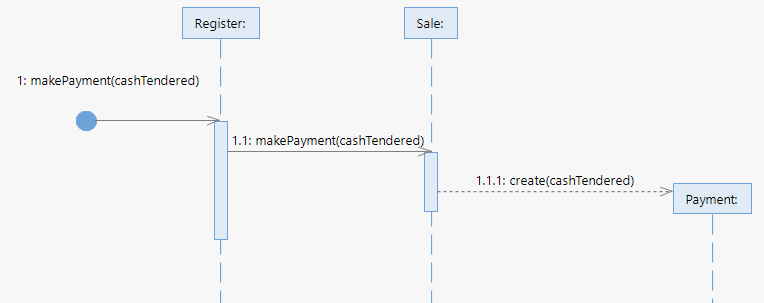 Register:
Sale:
1: makePayment(cashTendered)
1.1: makePayment(cashTendered)
1.1.1: create(cashTendered)
Payment: